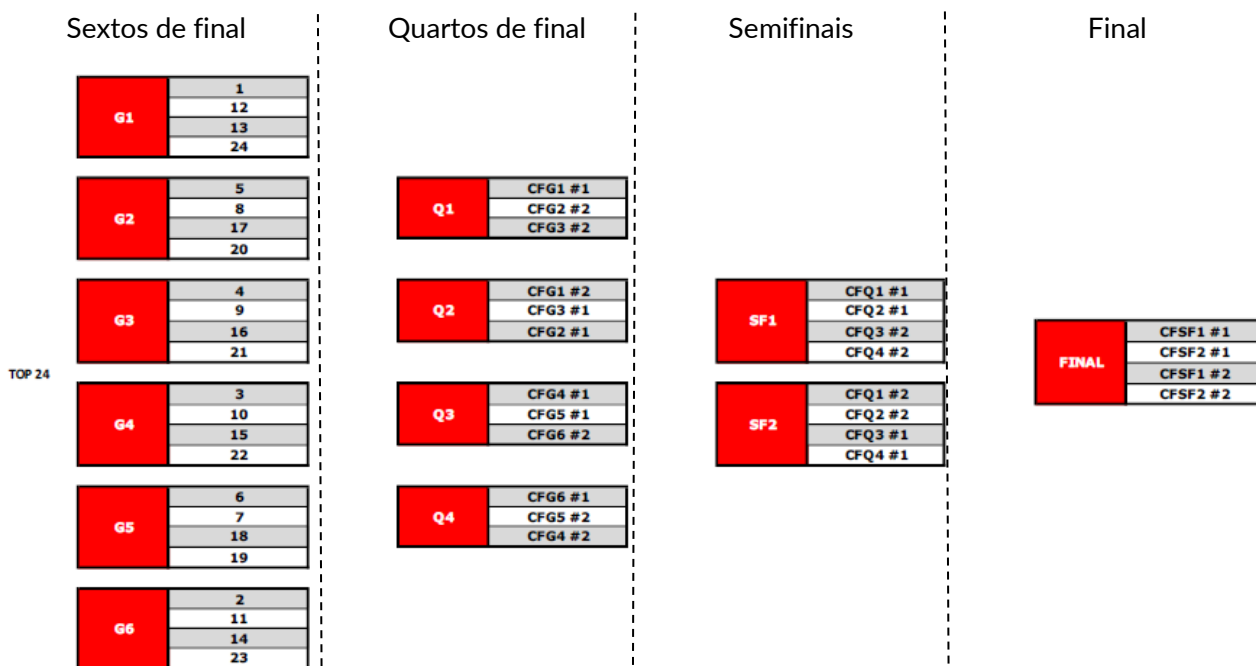 Sextos de final
Quartos de final
Semifinais
Final
TOP 24
G1
1
12
13
24
G2
5
8
17
20
G3
4
9
16
21
G4
3
10
15
22
G5
6
7
18
19
G6
2
11
14
23
Q1
CFG1 #1
CFG2 #2
CFG3 #2
Q2
CFG1 #2
CFG3 #1
CFG2 #1
Q3
CFG4 #1
CFG5 #1
CFG6 #2
Q4
CFG6 #1
CFG5 #2
CFG4 #2
SF1
CFQ1 #1
CFQ2 #1
CFQ3 #2
CFQ4 #2
SF2
CFQ1 #2
CFQ2 #2
CFQ3 #1
CFQ4 #1
FINAL
CFSF1 #1
CFSF2 #1
CFSF1 #2
CFSF2 #2